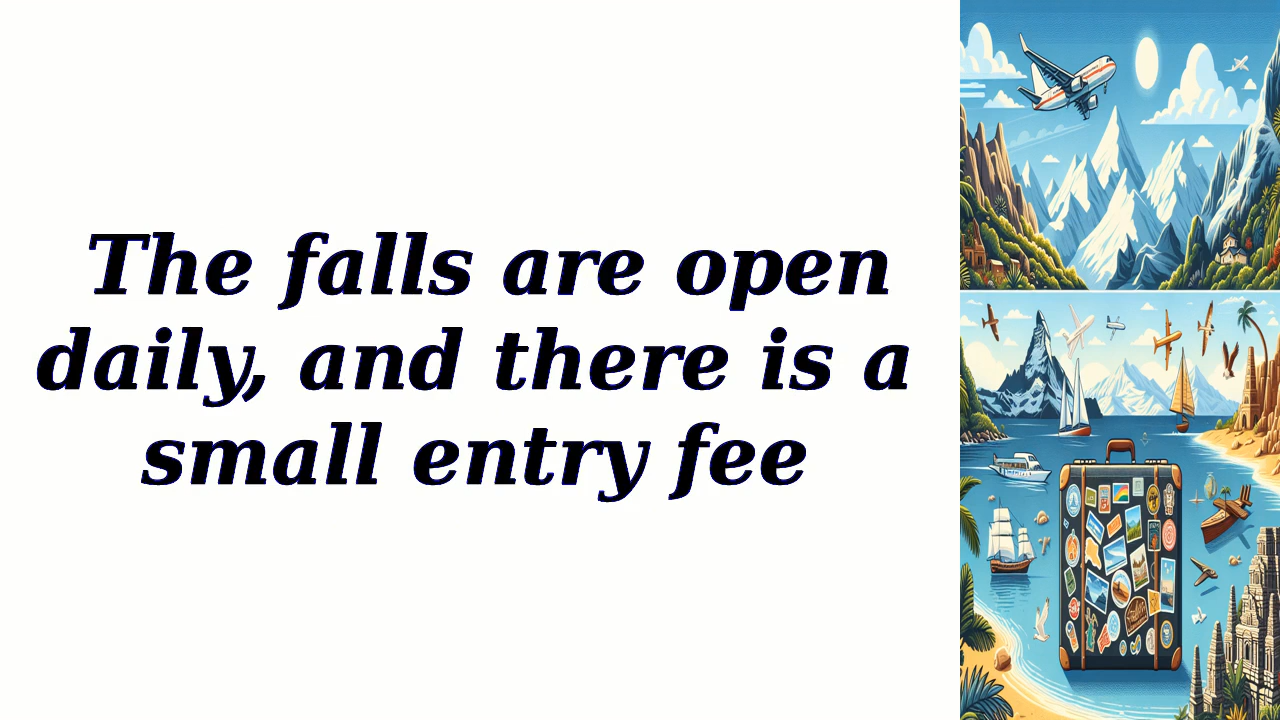 The falls are open
daily, and there is a
small entry fee